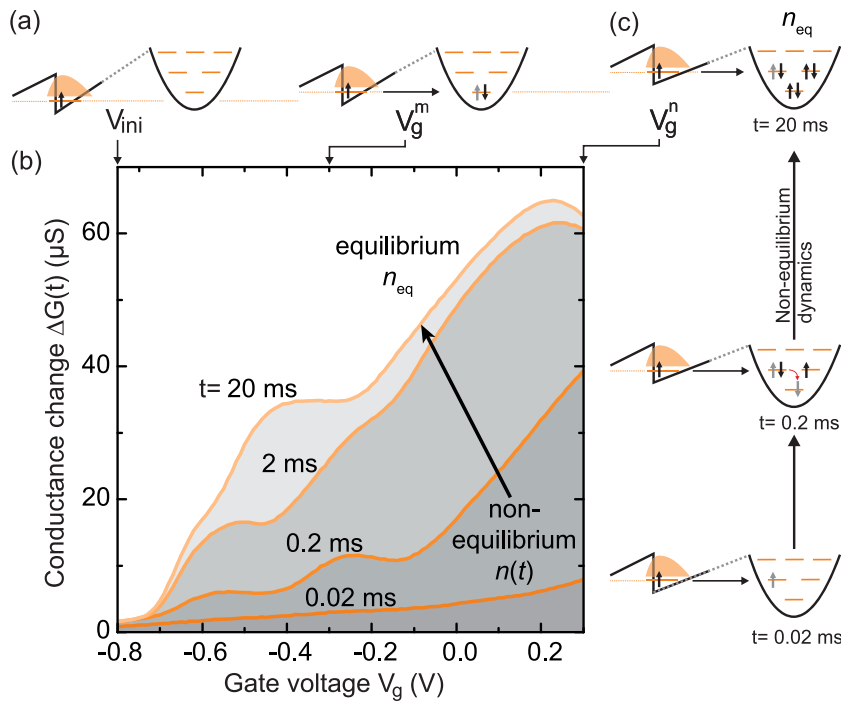 (a)
V_ini
V_g^m
V_g^n
(c)
n_eq
t= 20 ms
Non-equilibrium
dynamics
t= 0.2 ms
t= 0.02 ms
(b)
Conductance change ΔG(t) (µS)
60
40
20
0
equilibrium
n_eq
t= 20 ms
2 ms
0.2 ms
0.02 ms
non-
equilibrium
n(t)
-0.8
-0.6
-0.4
-0.2
0.0
0.2
Gate voltage V_g (V)